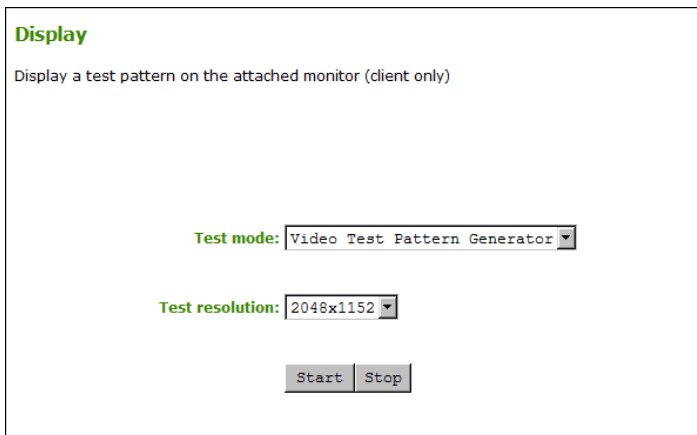 Display
Display a test pattern on the attached monitor (client only)
Test mode: Video Test Pattern Generator
Test resolution: 2048x1152
Start Stop